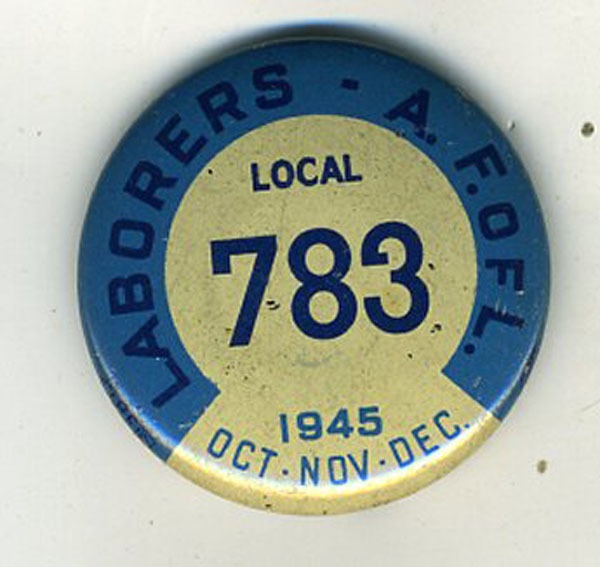 LABORERS - A. F. OF L.
LOCAL
783
1945
OCT · NOV · DEC.